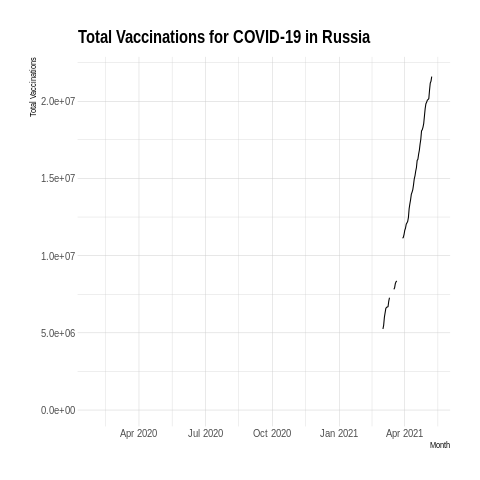 Total Vaccinations for COVID-19 in Russia
Total Vaccinations
2.0e+07
1.5e+07
1.0e+07
5.0e+06
0.0e+00
Apr 2020 Jul 2020 Oct 2020 Jan 2021 Apr 2021
Month